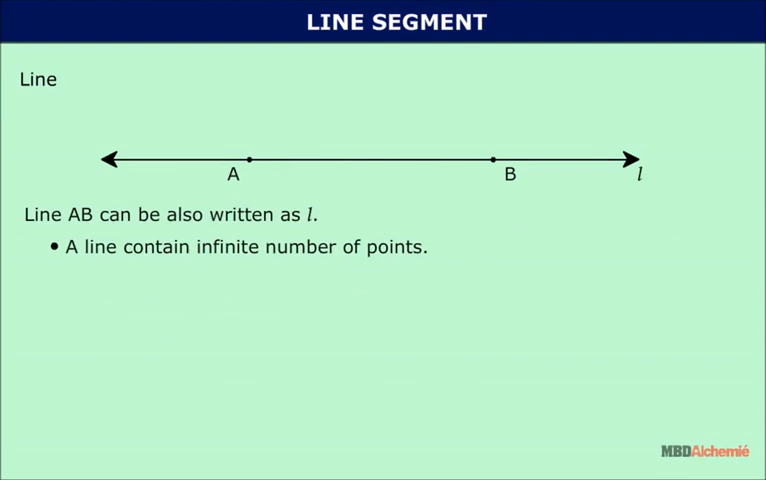 LINE SEGMENT
Line
A B l
Line AB can be also written as l.
• A line contain infinite number of points.
MBDAlchemié